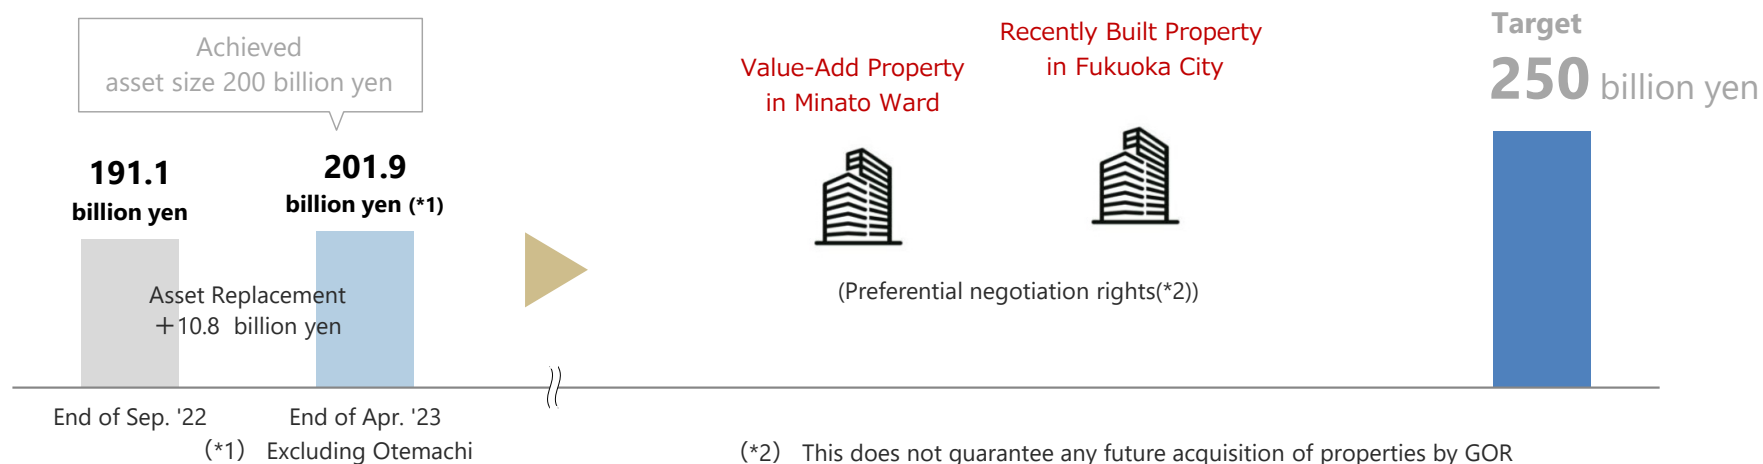 Achieved
asset size 200 billion yen
191.1
billion yen
201.9
billion yen (*1)
Asset Replacement
＋10.8 billion yen
End of Sep. '22
End of Apr. '23
(*1) Excluding Otemachi
Value-Add Property
in Minato Ward
Recently Built Property
in Fukuoka City
(Preferential negotiation rights(*2))
Target
250 billion yen
(*2) This does not guarantee any future acquisition of properties by GOR